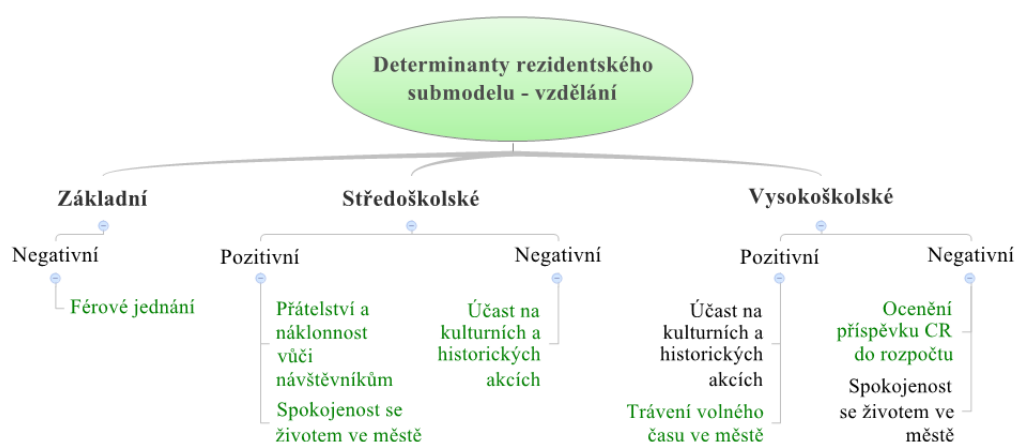 Determinanty rezidentského
submodelu - vzdělání
Základní
Středoškolské
Vysokoškolské
Negativní
Pozitivní
Negativní
Pozitivní
Negativní
Férové jednání
Přátelství a
náklonnost
vůči
návštěvníkům
Spokojenost se
životem ve městě
Účast na
kulturních a
historických
akcích
Účast na
kulturních a
historických
akcích
Trávení volného
času ve městě
Ocenění
příspěvku CR
do rozpočtu
Spokojenost
se životem ve
městě